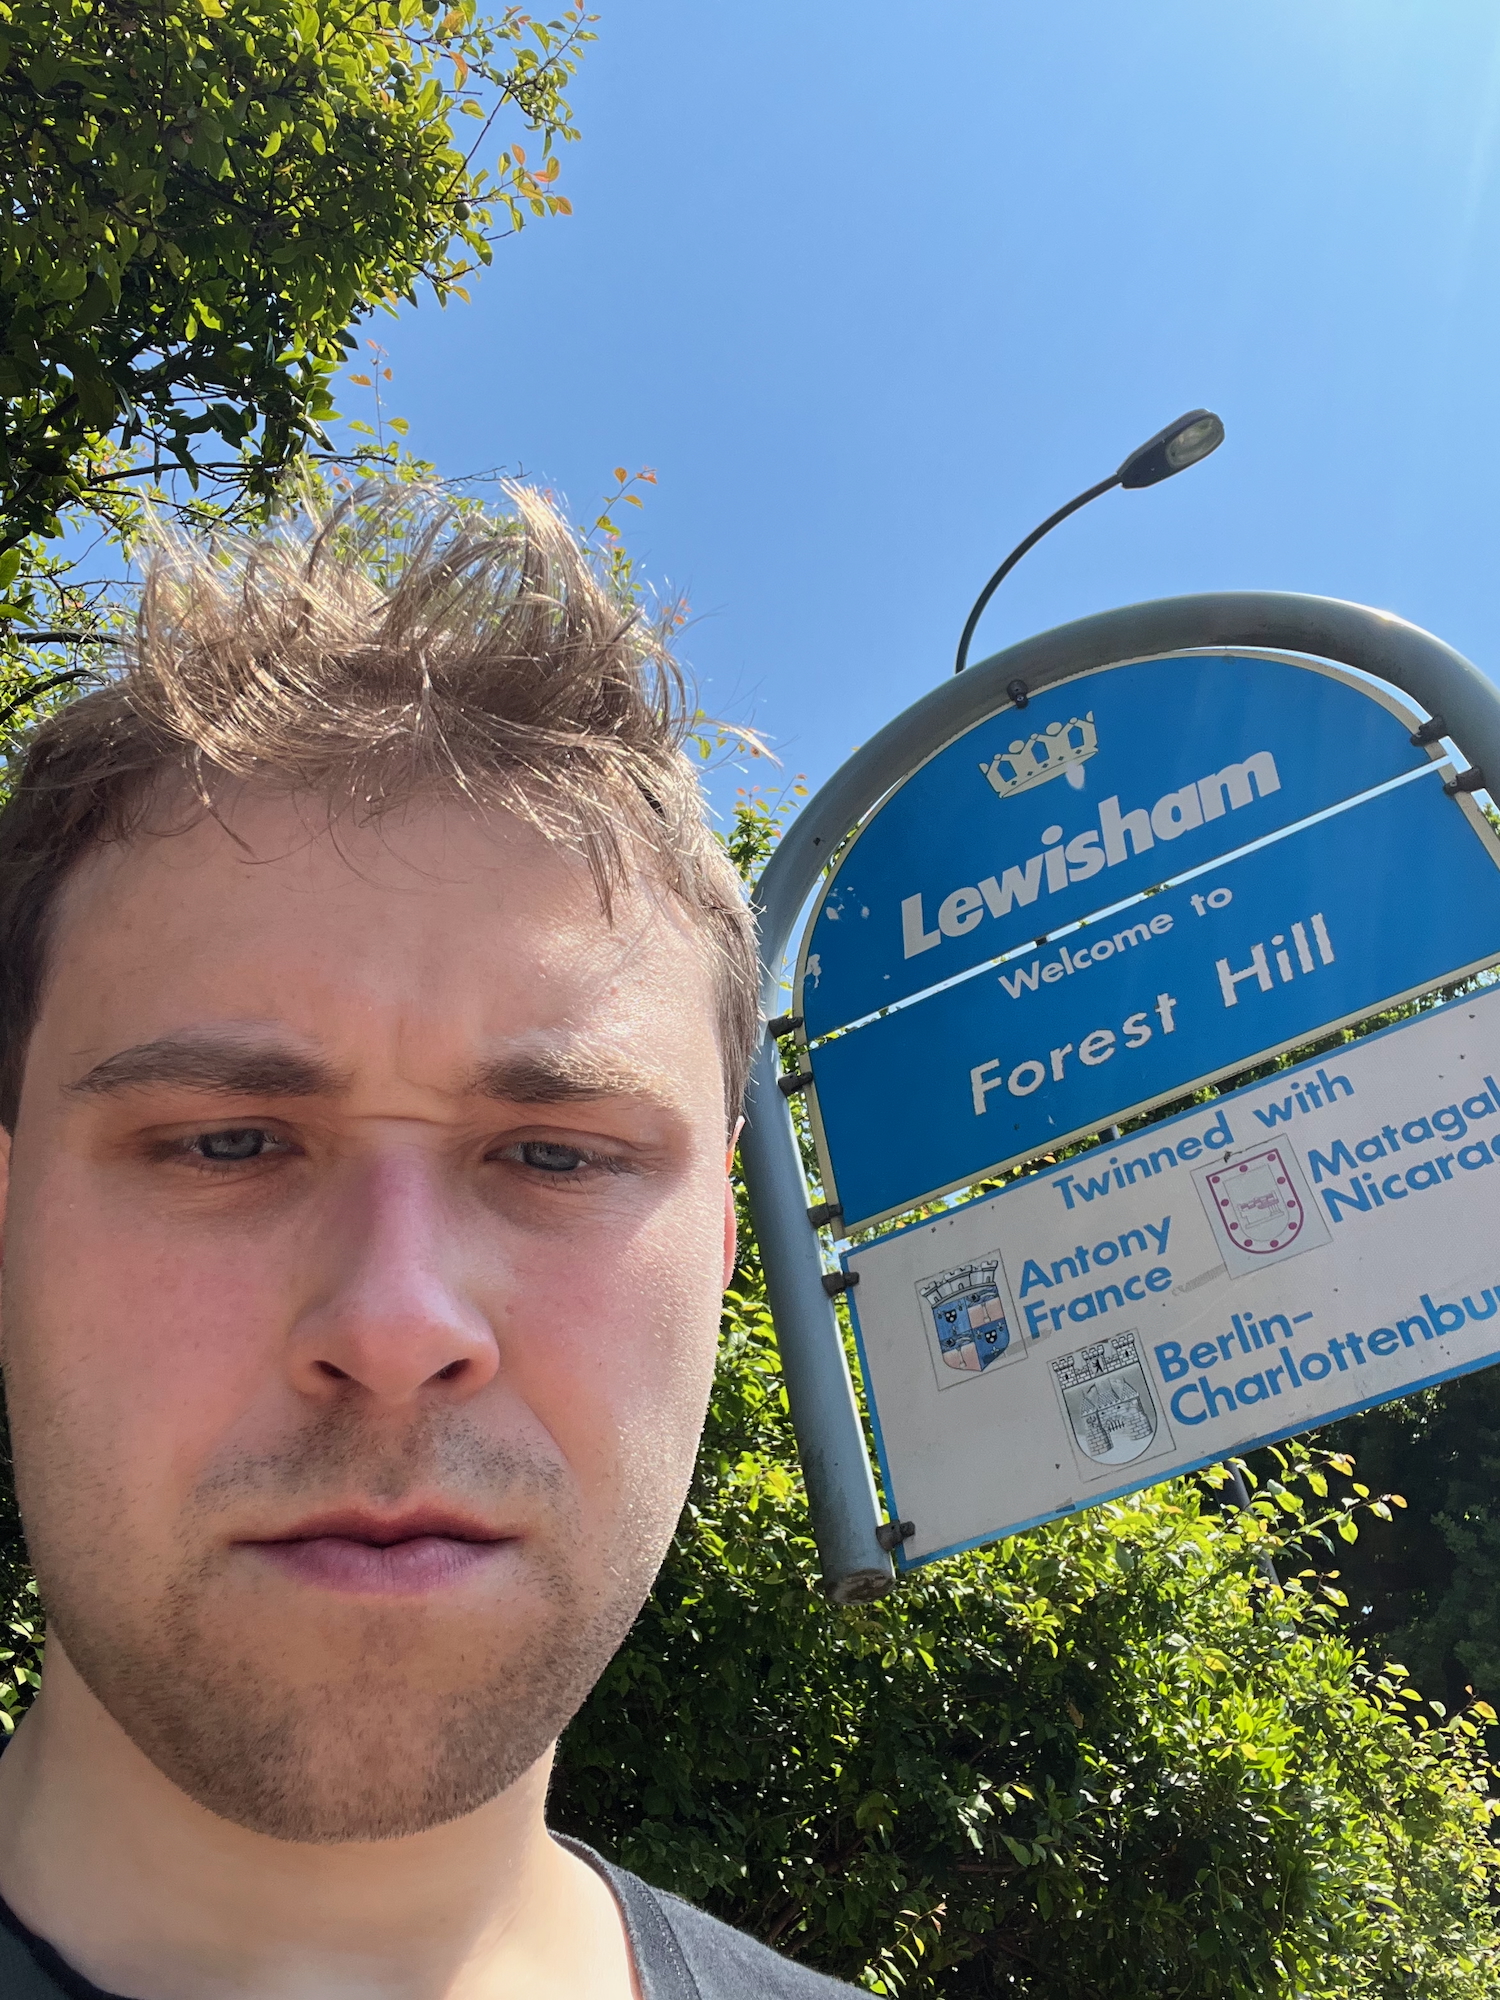 Lewisham
Welcome to
Forest Hill
Twinned with
Antony
France
Berlin-